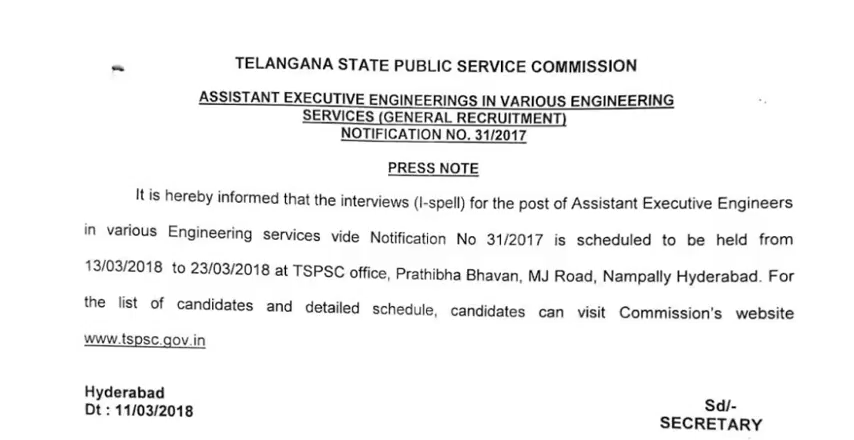 TELANGANA STATE PUBLIC SERVICE COMMISSION
ASSISTANT EXECUTIVE ENGINEERINGS IN VARIOUS ENGINEERING
SERVICES (GENERAL RECRUITMENT)
NOTIFICATION NO. 31/2017
PRESS NOTE
It is hereby informed that the interviews (I-spell) for the post of Assistant Executive Engineers
in various Engineering services vide Notification No 31/2017 is scheduled to be held from
13/03/2018 to 23/03/2018 at TSPSC office, Prathibha Bhavan, MJ Road, Nampally Hyderabad. For
the list of candidates and detailed schedule, candidates can visit Commission's website
www.tspsc.gov.in
Hyderabad
Dt : 11/03/2018
Sd/-
SECRETARY